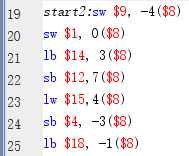 19 start2:sw $9, -4($8)
20 sw $1, 0($8)
21 lb $14, 3($8)
22 sb $12,7($8)
23 lw $15,4($8)
24 sb $4, -3($8)
25 lb $18, -1($8)